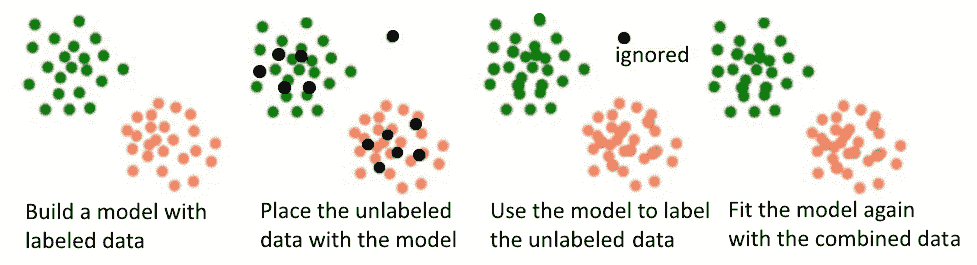 ignored
Build a model with
labeled data
Place the unlabeled
data with the model
Use the model to label
the unlabeled data
Fit the model again
with the combined data